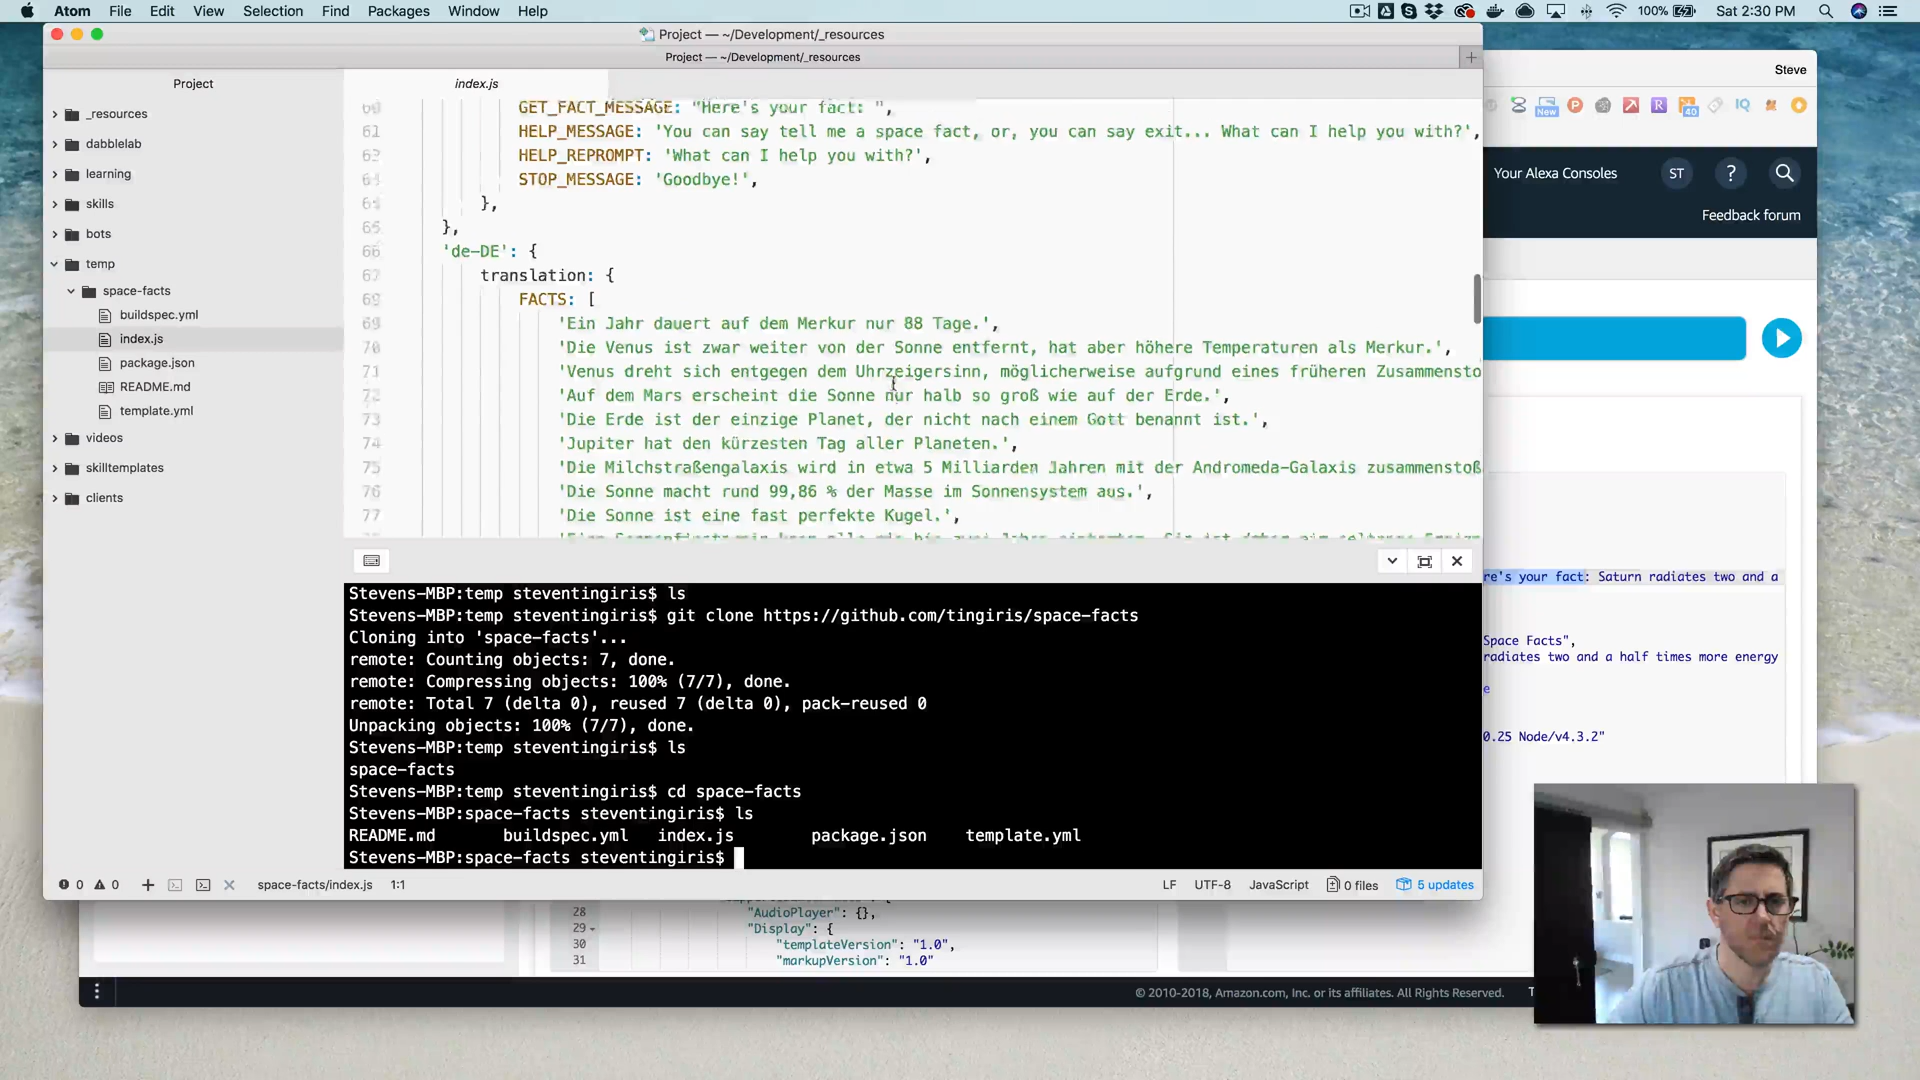 Atom File Edit View Selection Find Packages Window Help
100% Sat 2:30 PM
Project — ~/Development/_resources
Project — ~/Development/_resources
Steve
Project
index.js
_resources
dabblelab
learning
skills
bots
temp
space-facts
buildspec.yml
index.js
package.json
README.md
template.yml
videos
skilltemplates
clients
GET_FACT_MESSAGE: "Here's your fact: ",
HELP_MESSAGE: 'You can say tell me a space fact, or, you can say exit... What can I help you with?',
HELP_REPROMPT: 'What can I help you with?',
STOP_MESSAGE: 'Goodbye!',
},
},
66 'de-DE': {
translation: {
FACTS: [
'Ein Jahr dauert auf dem Merkur nur 88 Tage.',
70 'Die Venus ist zwar weiter von der Sonne entfernt, hat aber höhere Temperaturen als Merkur.',
71 'Venus dreht sich entgegen dem Uhrzeigersinn, möglicherweise aufgrund eines früheren Zusammensto
72 'Auf dem Mars erscheint die Sonne nur halb so groß wie auf der Erde.',
73 'Die Erde ist der einzige Planet, der nicht nach einem Gott benannt ist.',
74 'Jupiter hat den kürzesten Tag aller Planeten.',
75 'Die Milchstraßengalaxis wird in etwa 5 Milliarden Jahren mit der Andromeda-Galaxis zusammenstoß
76 'Die Sonne macht rund 99,86 % der Masse im Sonnensystem aus.',
77 'Die Sonne ist eine fast perfekte Kugel.',
Stevens-MBP:temp steventingiris$ ls
Stevens-MBP:temp steventingiris$ git clone https://github.com/tingiris/space-facts
Cloning into 'space-facts'...
remote: Counting objects: 7, done.
remote: Compressing objects: 100% (7/7), done.
remote: Total 7 (delta 0), reused 7 (delta 0), pack-reused 0
Unpacking objects: 100% (7/7), done.
Stevens-MBP:temp steventingiris$ ls
space-facts
Stevens-MBP:temp steventingiris$ cd space-facts
Stevens-MBP:space-facts steventingiris$ ls
README.md buildspec.yml index.js package.json template.yml
Stevens-MBP:space-facts steventingiris$
0 0 space-facts/index.js 1:1 LF UTF-8 JavaScript 0 files 5 updates
New
40
IQ
Your Alexa Consoles ST ?
Feedback forum
re's your fact: Saturn radiates two and a
Space Facts",
radiates two and a half times more energy
0.25 Node/v4.3.2"
28 "AudioPlayer": {},
29 "Display": {
30 "templateVersion": "1.0",
31 "markupVersion": "1.0"
© 2010-2018, Amazon.com, Inc. or its affiliates. All Rights Reserved.